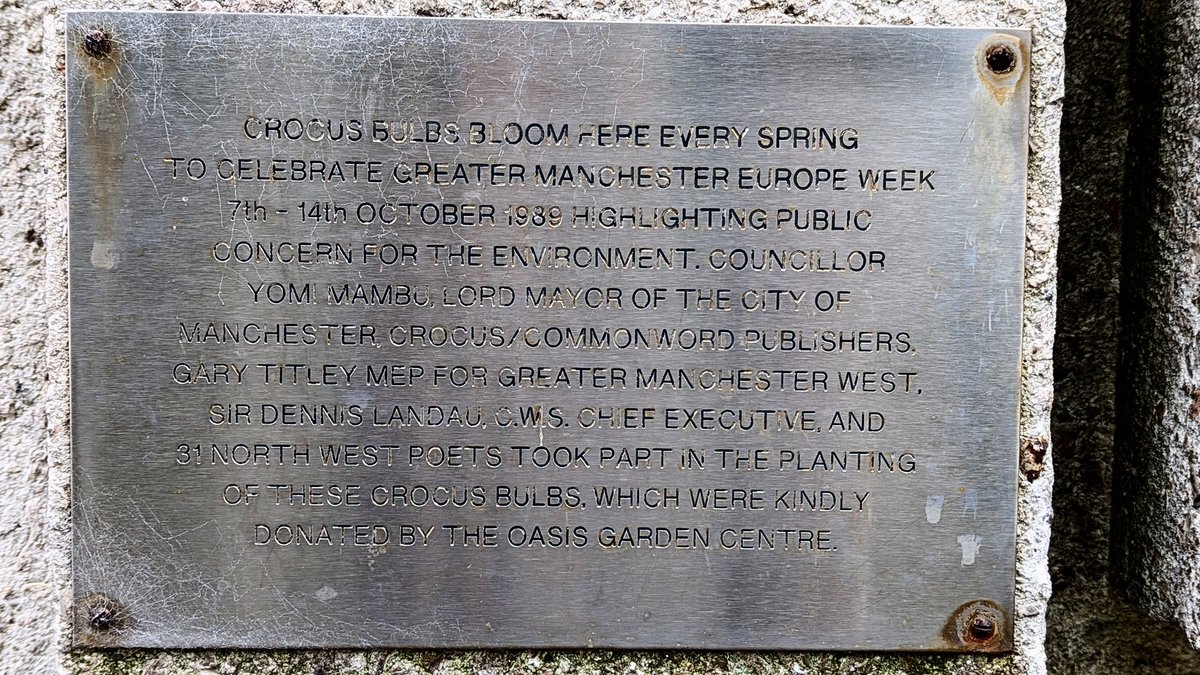 CROCUS BULBS BLOOM HERE EVERY SPRING
TO CELEBRATE GREATER MANCHESTER EUROPE WEEK
7th - 14th OCTOBER 1989 HIGHLIGHTING PUBLIC
CONCERN FOR THE ENVIRONMENT. COUNCILLOR
YOMI MAMBU, LORD MAYOR OF THE CITY OF
MANCHESTER, CROCUS/COMMONWORD PUBLISHERS,
GARY TITLEY MEP FOR GREATER MANCHESTER WEST,
SIR DENNIS LANDAU, C.W.S. CHIEF EXECUTIVE, AND
31 NORTH WEST POETS TOOK PART IN THE PLANTING
OF THESE CROCUS BULBS, WHICH WERE KINDLY
DONATED BY THE OASIS GARDEN CENTRE.